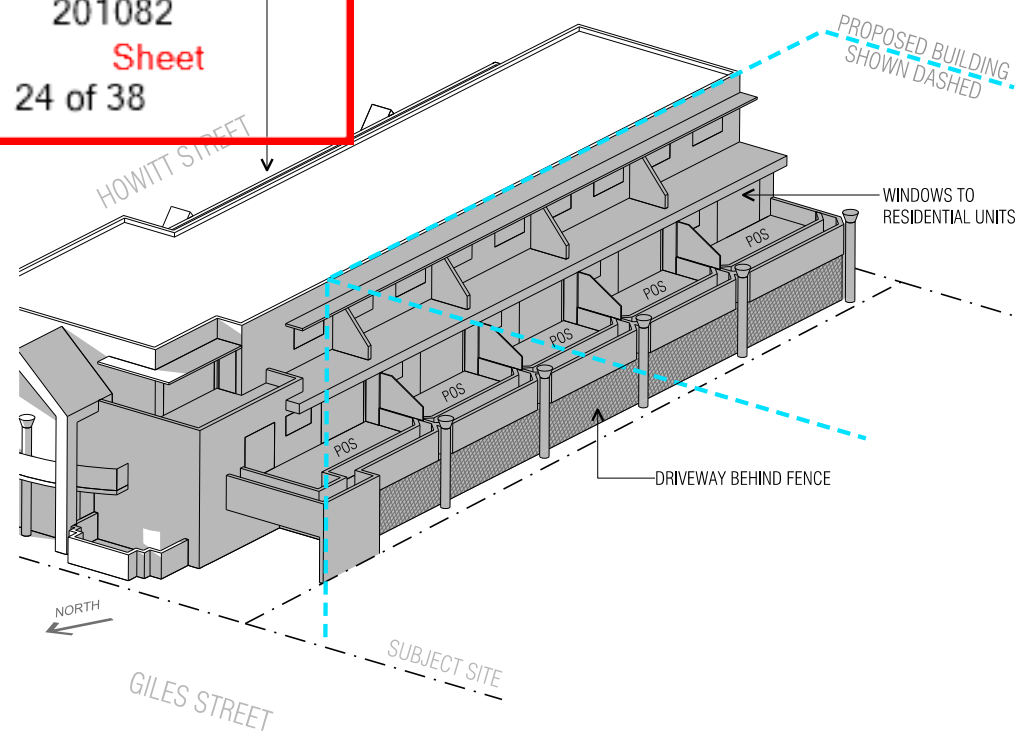 201082
Sheet
24 of 38
PROPOSED BUILDING
SHOWN DASHED
HOWITT STREET
WINDOWS TO
RESIDENTIAL UNITS
POS
POS
POS
POS
POS
DRIVEWAY BEHIND FENCE
NORTH
SUBJECT SITE
GILES STREET